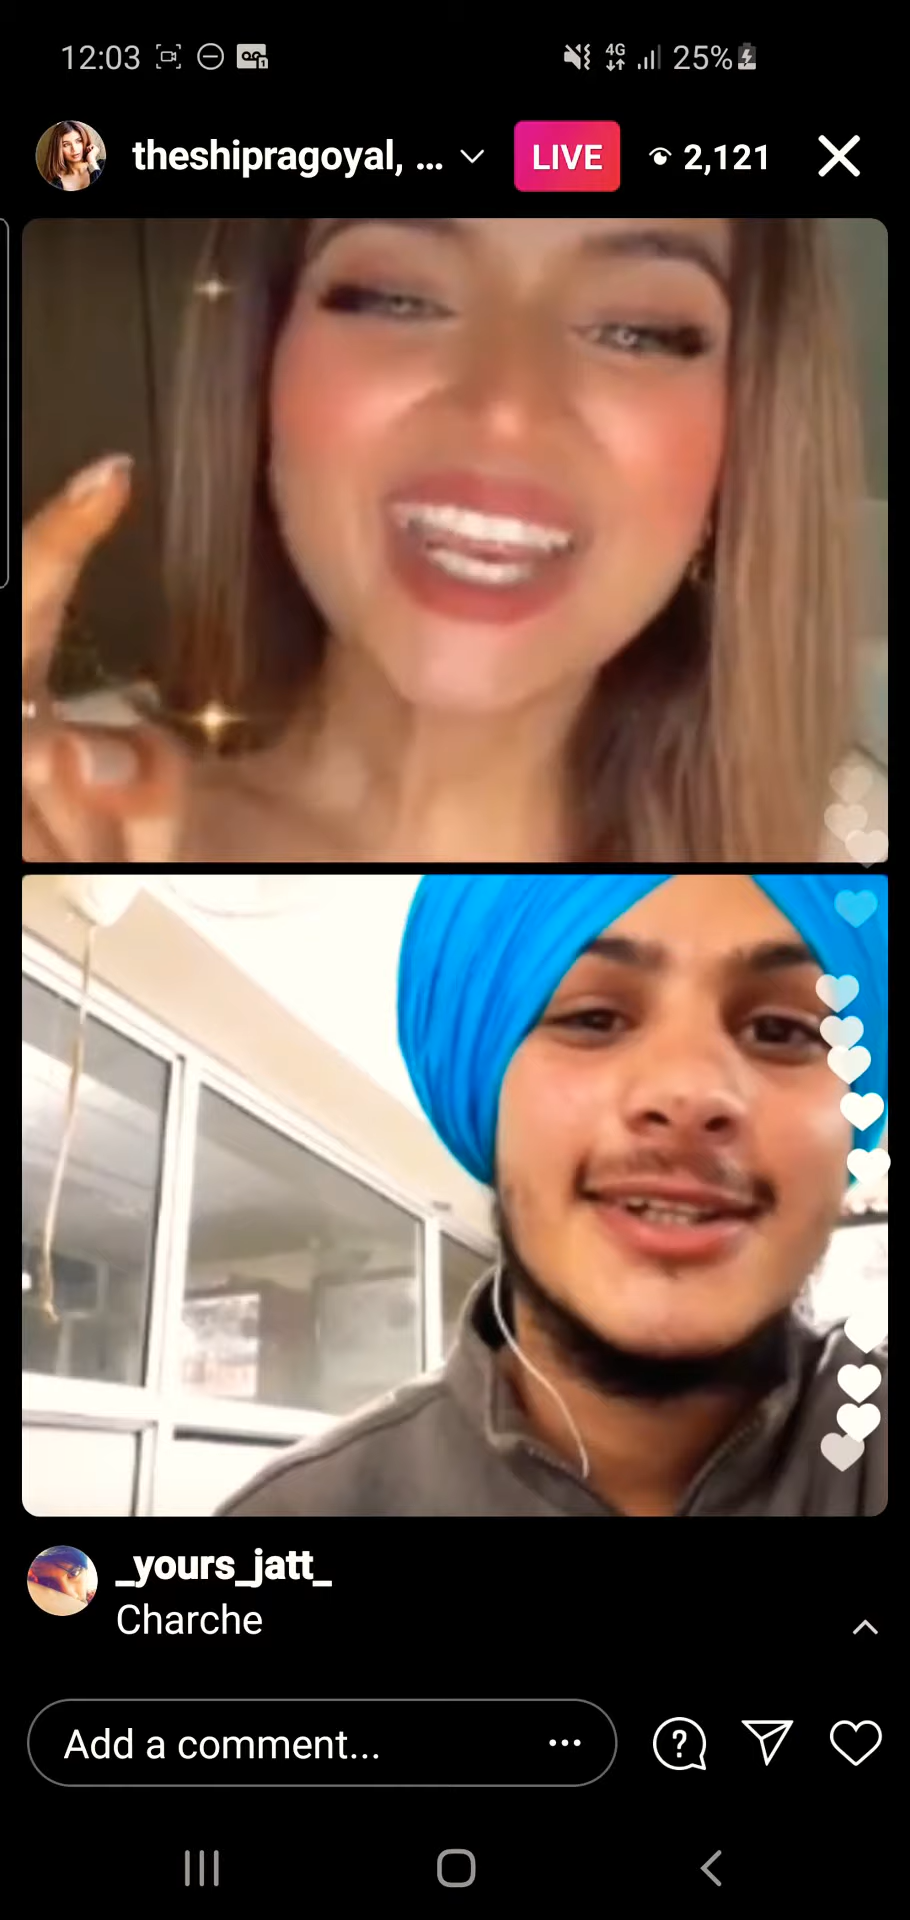 12:03 4G 25%
theshipragoyal, ... LIVE 2,121
_yours_jatt_
Charche
Add a comment...